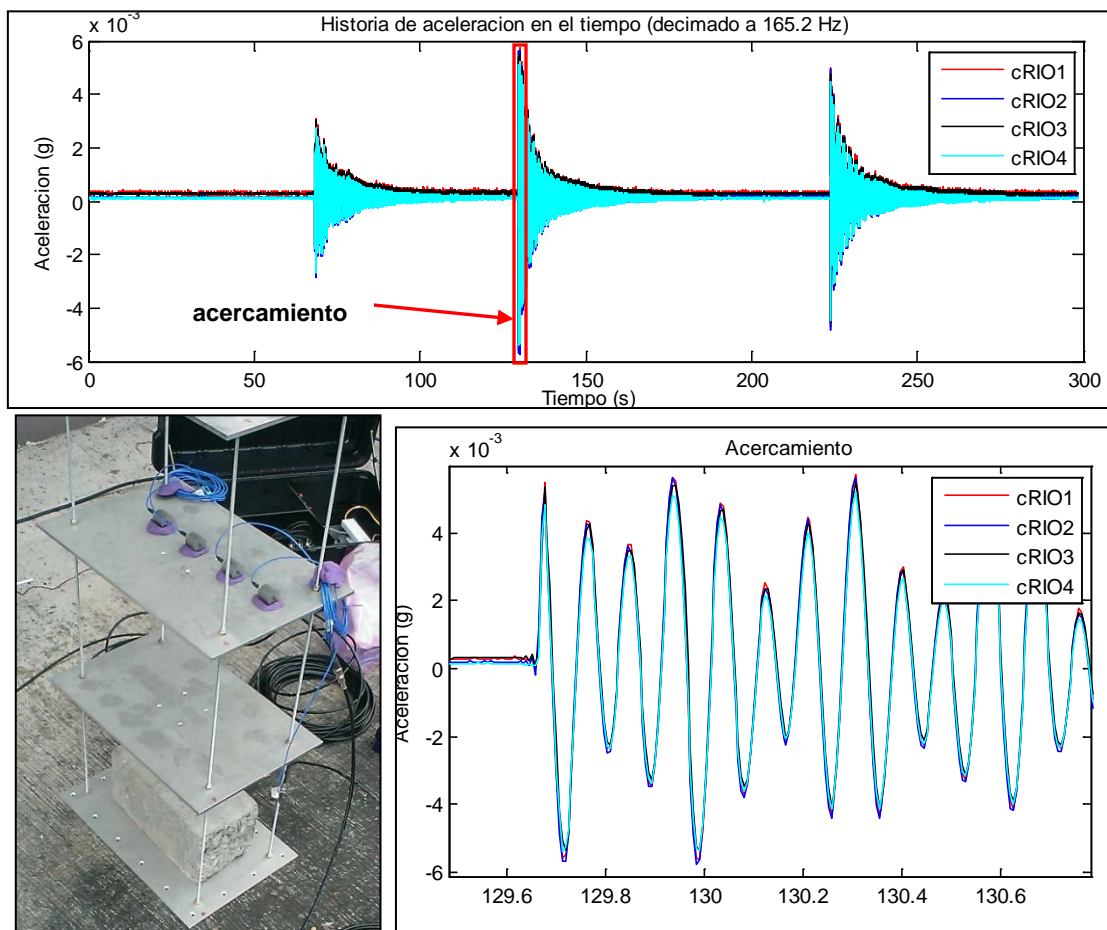 x 10-3
Historia de aceleracion en el tiempo (decimado a 165.2 Hz)
6
4
2
0
-2
-4
-6
Aceleracion (g)
cRIO1
cRIO2
cRIO3
cRIO4
acercamiento
0
50
100
150
200
250
300
Tiempo (s)
x 10-3
Acercamiento
4
2
0
-2
-4
-6
Aceleracion (g)
cRIO1
cRIO2
cRIO3
cRIO4
129.6
129.8
130
130.2
130.4
130.6